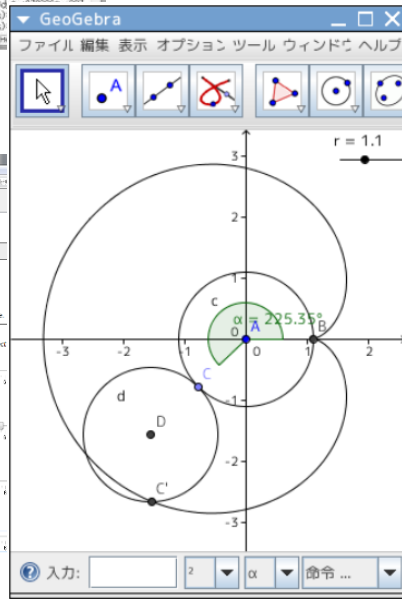 GeoGebra
ファイル 編集 表示 オプション ツール ウィンドウ ヘルプ
A
r = 1.1
3
2
1
c
α = 225.35°
0
A
B
-3
-2
-1
0
1
2
C
-1
d
D
-2
C'
-3
入力:
2
α
命令 ...